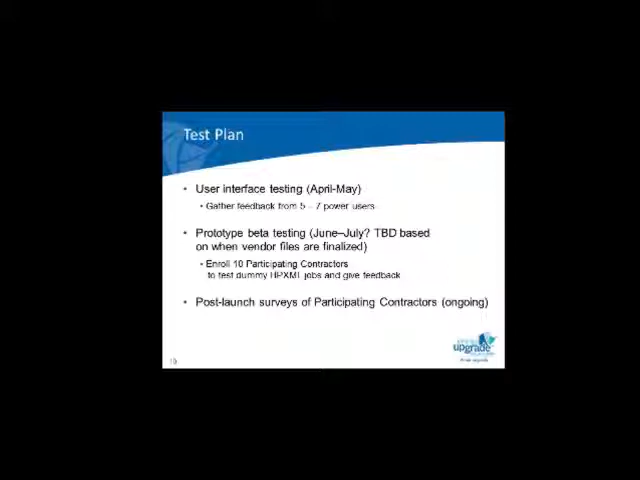 Test Plan
• User interface testing (April-May)
• Gather feedback from 5 – 7 power users
• Prototype beta testing (June–July? TBD based
on when vendor files are finalized)
• Enroll 10 Participating Contractors
to test dummy HPXML jobs and give feedback
• Post-launch surveys of Participating Contractors (ongoing)
upgrade